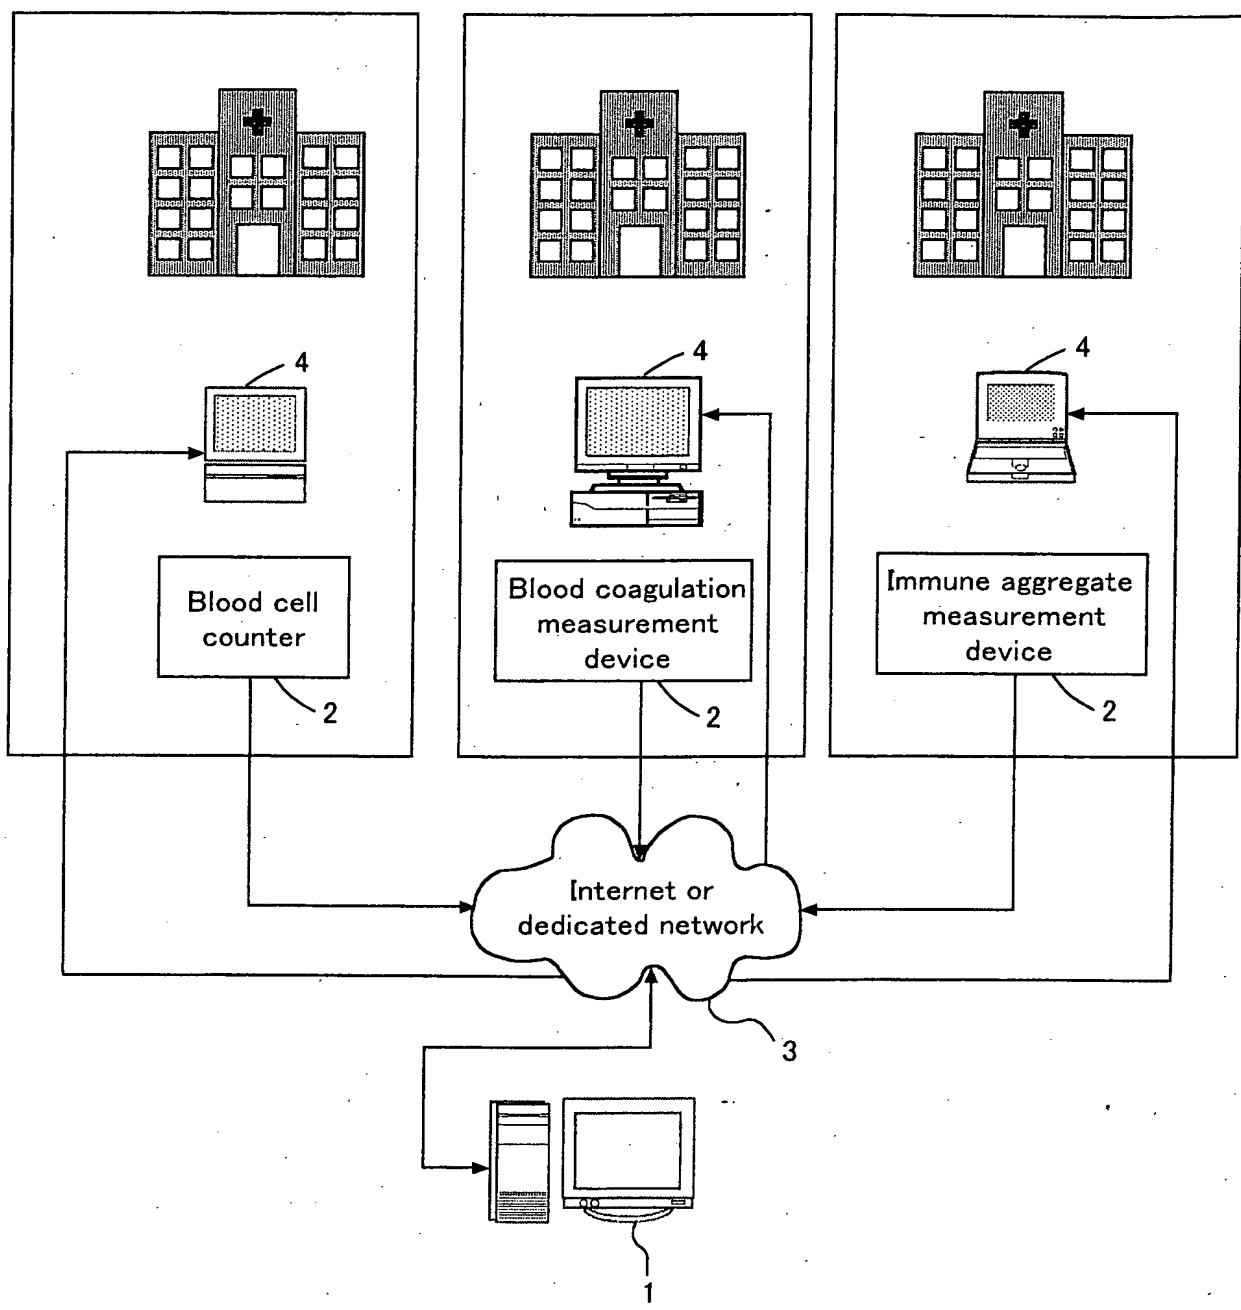 4
4
4
Blood cell
counter
2
Blood coagulation
measurement
device
2
Immune aggregate
measurement
device
2
Internet or
dedicated network
3
1